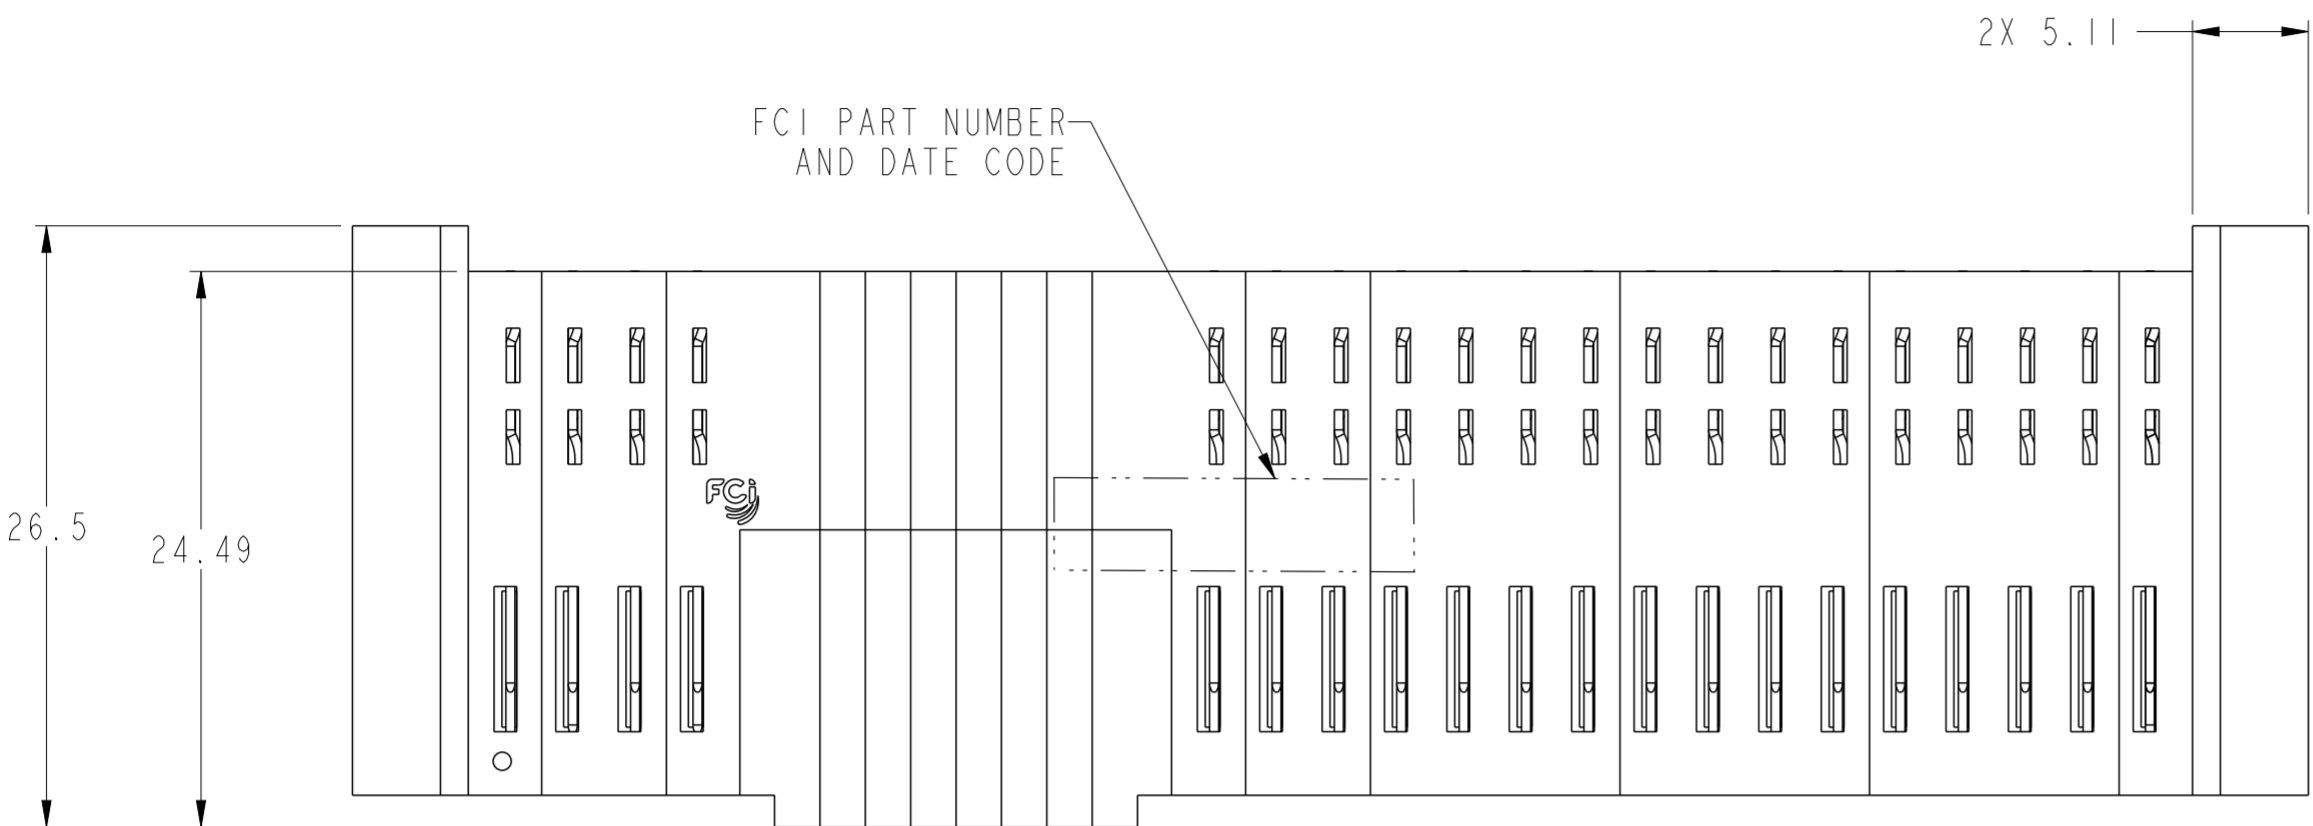 2X 5.11
FCI PART NUMBER
AND DATE CODE
FCi
26.5
24.49